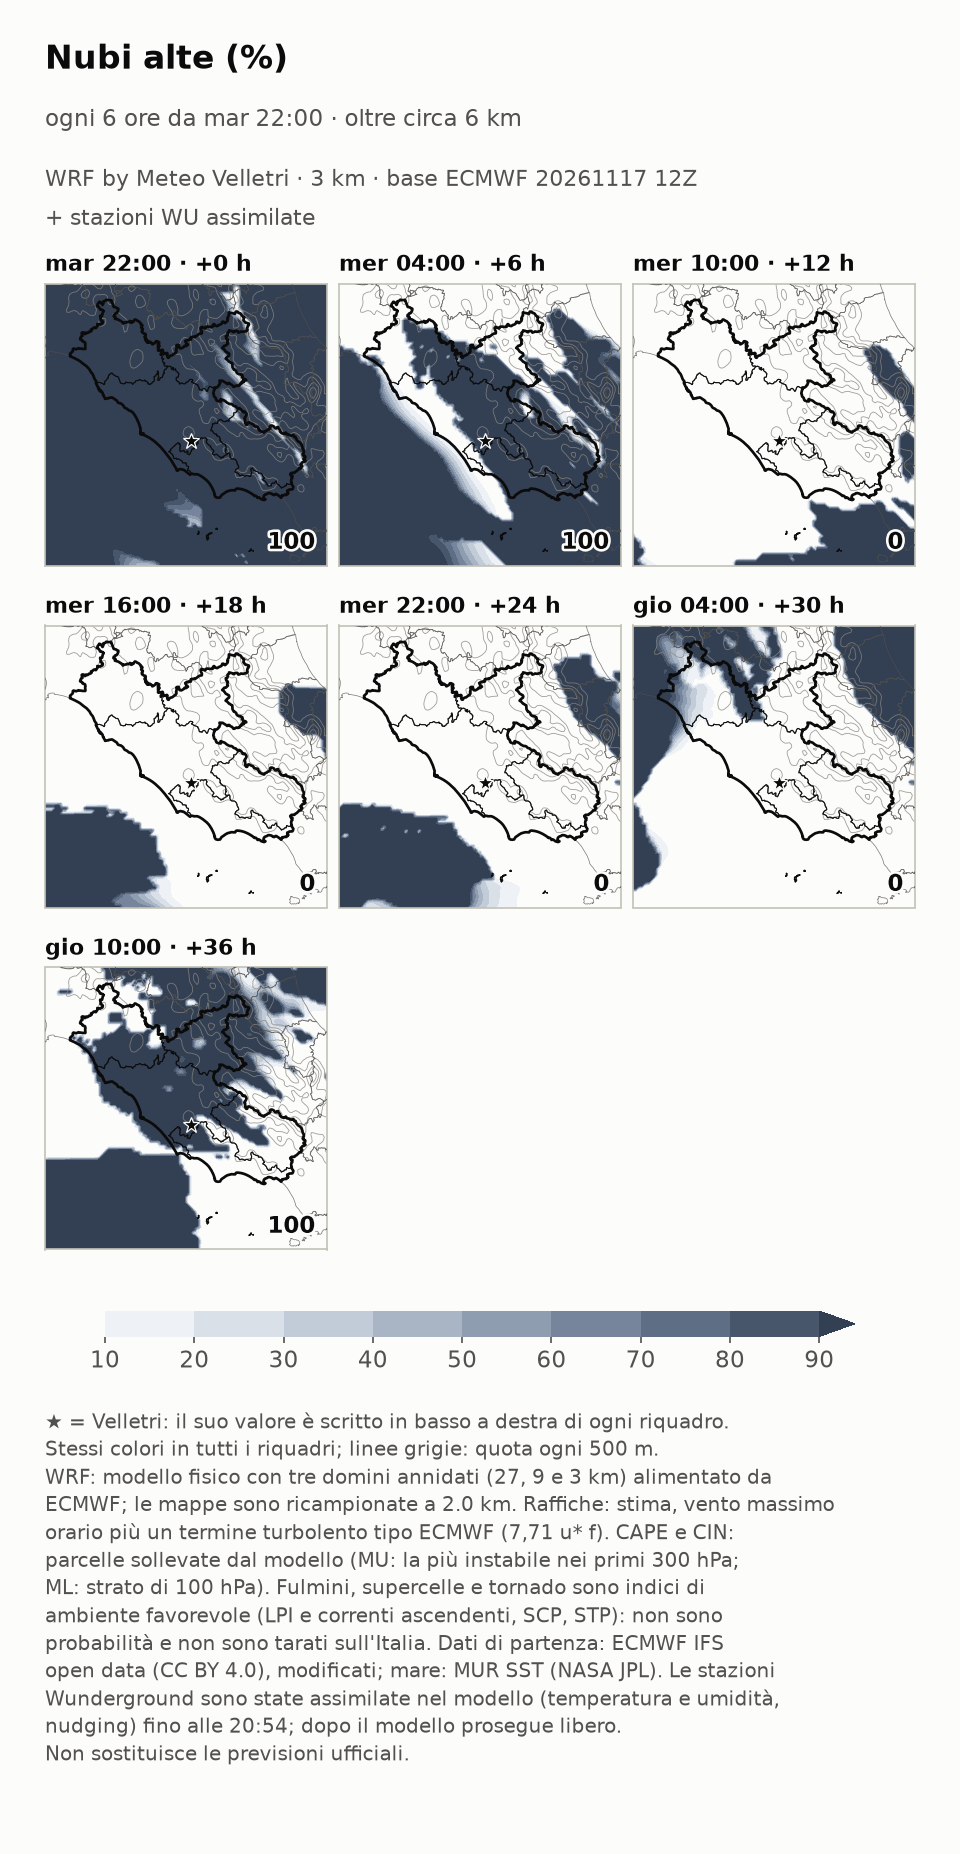 Nubi alte (%)
ogni 6 ore da mar 22:00 · oltre circa 6 km
WRF by Meteo Velletri · 3 km · base ECMWF 20261117 12Z
+ stazioni WU assimilate
mar 22:00 · +0 h
mer 04:00 · +6 h
mer 10:00 · +12 h
100
100
0
mer 16:00 · +18 h
mer 22:00 · +24 h
gio 04:00 · +30 h
0
0
0
gio 10:00 · +36 h
100
10 20 30 40 50 60 70 80 90
★ = Velletri: il suo valore è scritto in basso a destra di ogni riquadro.
Stessi colori in tutti i riquadri; linee grigie: quota ogni 500 m.
WRF: modello fisico con tre domini annidati (27, 9 e 3 km) alimentato da
ECMWF; le mappe sono ricampionate a 2.0 km. Raffiche: stima, vento massimo
orario più un termine turbolento tipo ECMWF (7,71 u* f). CAPE e CIN:
parcelle sollevate dal modello (MU: la più instabile nei primi 300 hPa;
ML: strato di 100 hPa). Fulmini, supercelle e tornado sono indici di
ambiente favorevole (LPI e correnti ascendenti, SCP, STP): non sono
probabilità e non sono tarati sull'Italia. Dati di partenza: ECMWF IFS
open data (CC BY 4.0), modificati; mare: MUR SST (NASA JPL). Le stazioni
Wunderground sono state assimilate nel modello (temperatura e umidità,
nudging) fino alle 20:54; dopo il modello prosegue libero.
Non sostituisce le previsioni ufficiali.